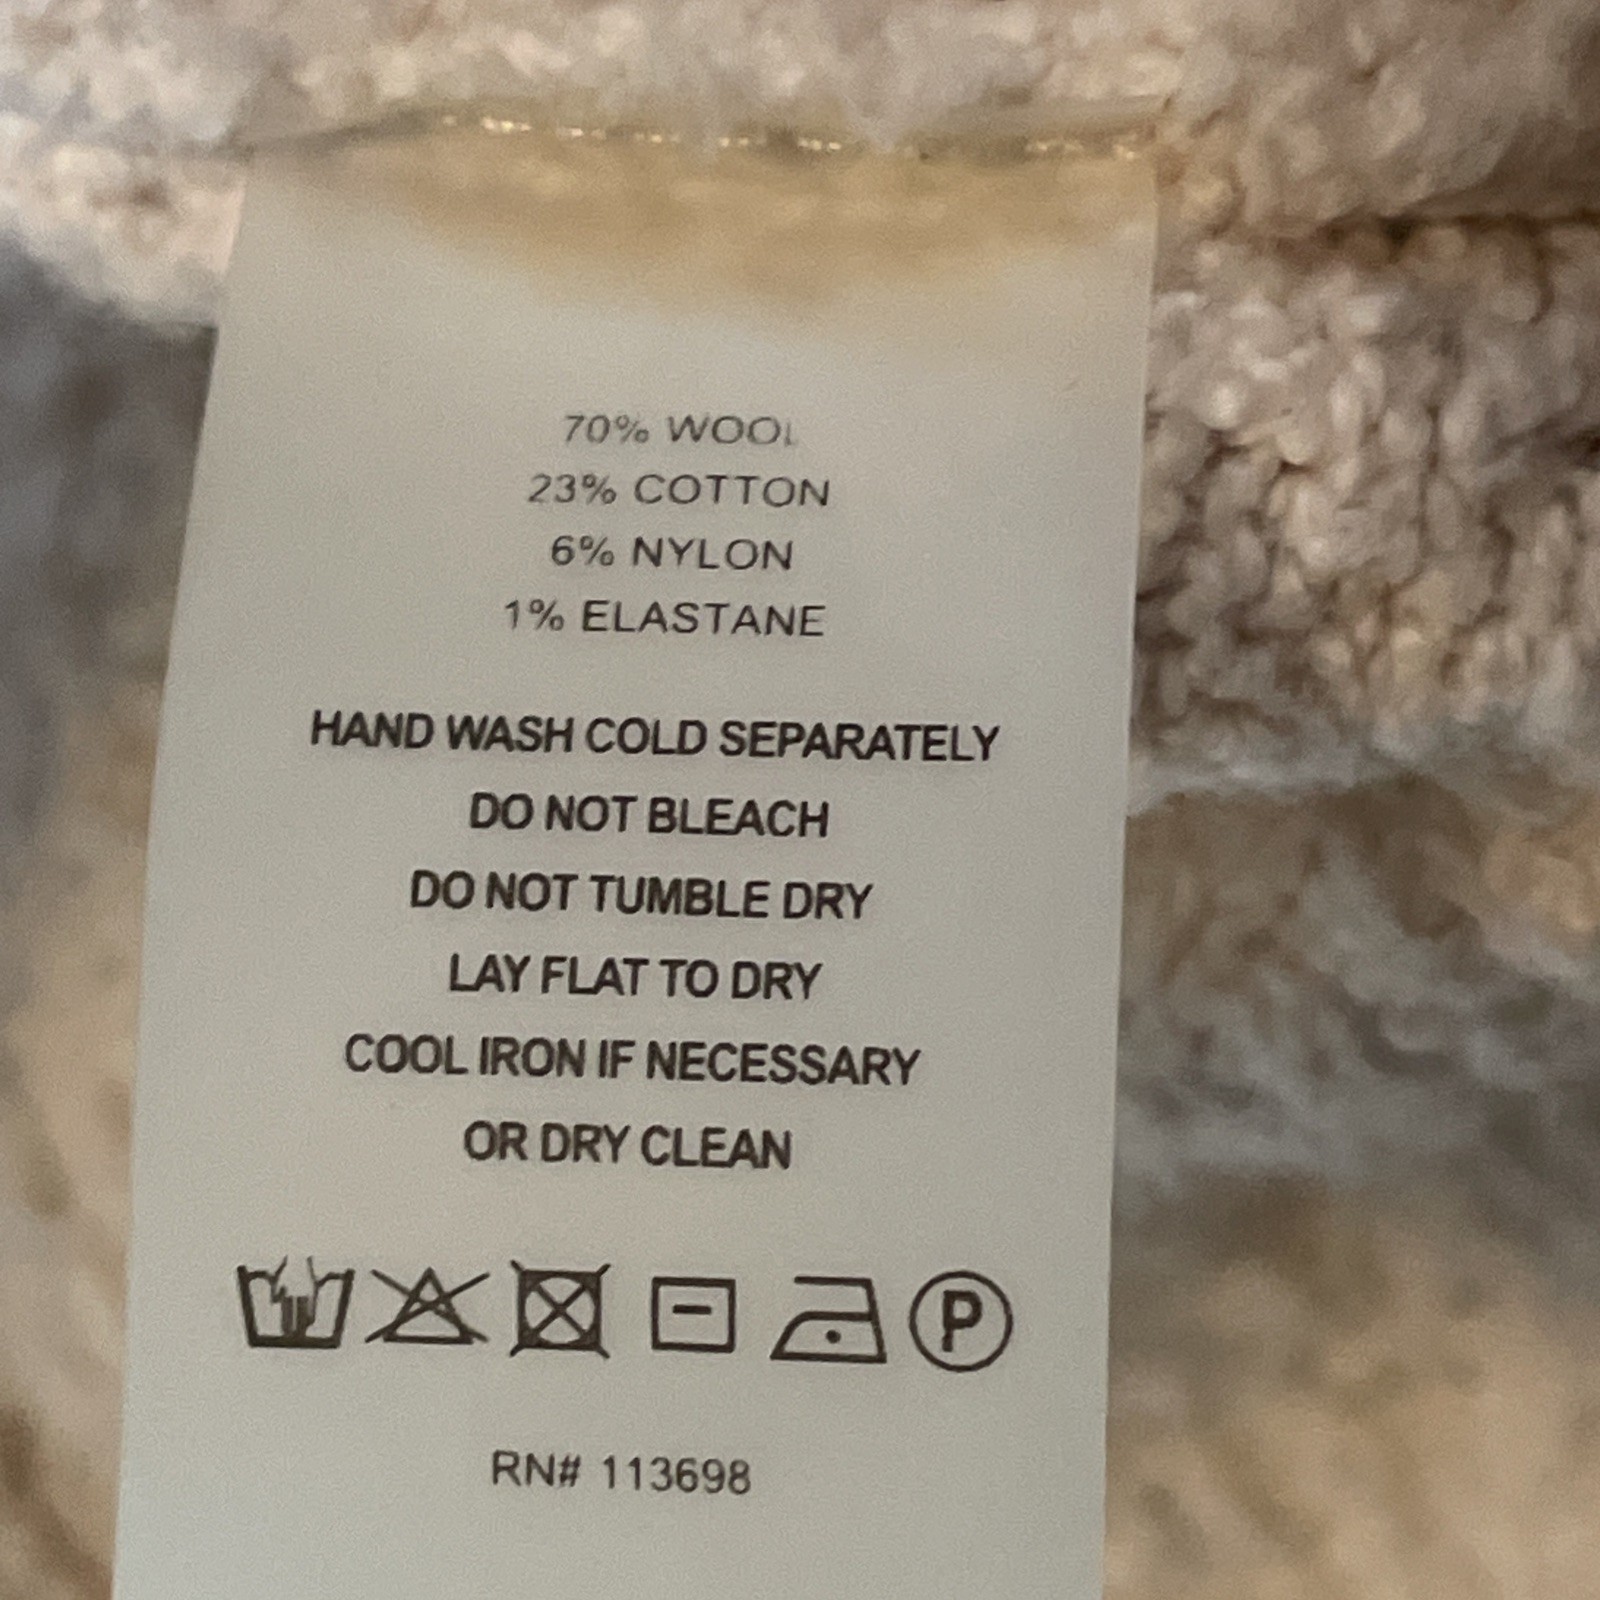 70% WOOL
23% COTTON
6% NYLON
1% ELASTANE
HAND WASH COLD SEPARATELY
DO NOT BLEACH
DO NOT TUMBLE DRY
LAY FLAT TO DRY
COOL IRON IF NECESSARY
OR DRY CLEAN
P
RN# 113698